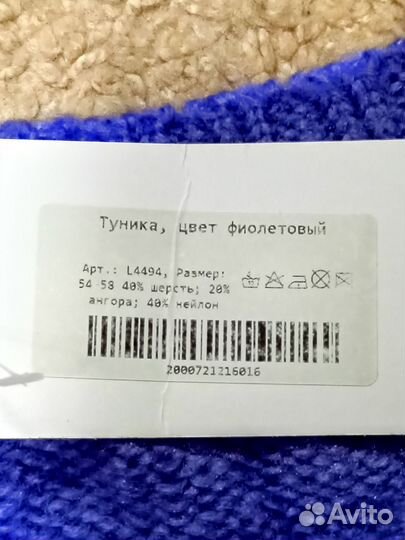 Туника, цвет фиолетовый
Арт.: L4494, Размер:
54-58 40% шерсть; 20%
ангора; 40% нейлон
2000721216016
Avito